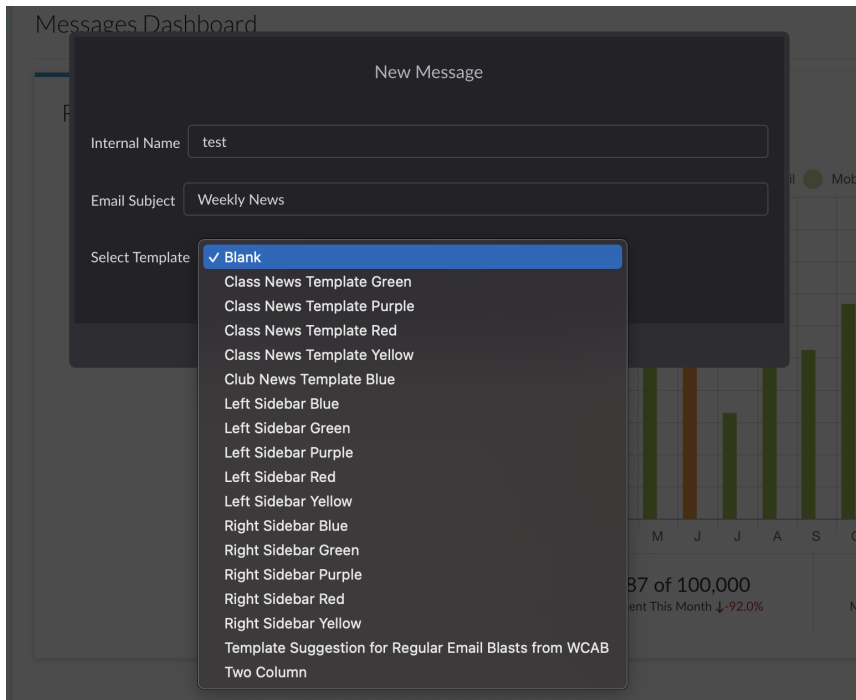 Messages Dashboard
New Message
Internal Name test
Email Subject Weekly News
Select Template
✓ Blank
Class News Template Green
Class News Template Purple
Class News Template Red
Class News Template Yellow
Club News Template Blue
Left Sidebar Blue
Left Sidebar Green
Left Sidebar Purple
Left Sidebar Red
Left Sidebar Yellow
Right Sidebar Blue
Right Sidebar Green
Right Sidebar Purple
Right Sidebar Red
Right Sidebar Yellow
Template Suggestion for Regular Email Blasts from WCAB
Two Column
M J J A S
87 of 100,000
This Month ↓-92.0%